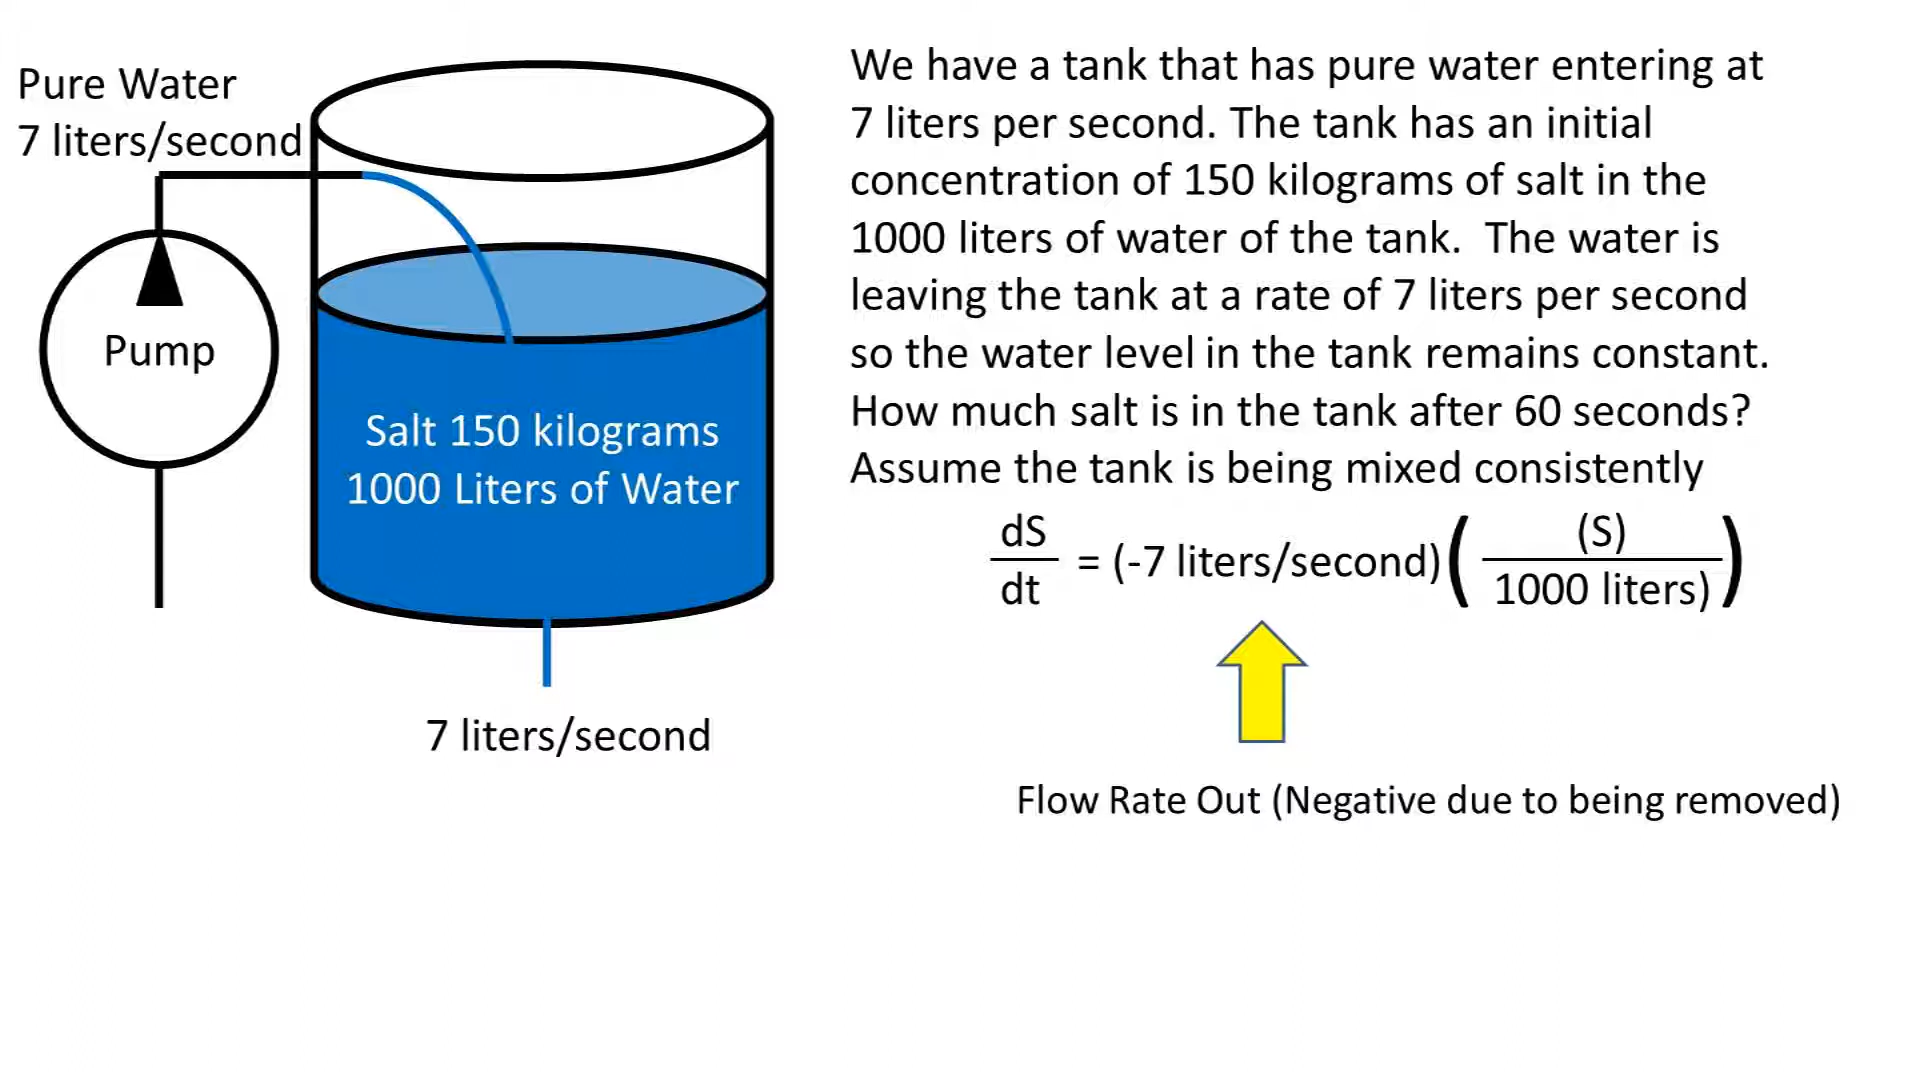 Pure Water
7 liters/second
Pump
Salt 150 kilograms
1000 Liters of Water
7 liters/second
We have a tank that has pure water entering at
7 liters per second. The tank has an initial
concentration of 150 kilograms of salt in the
1000 liters of water of the tank.  The water is
leaving the tank at a rate of 7 liters per second
so the water level in the tank remains constant.
How much salt is in the tank after 60 seconds?
Assume the tank is being mixed consistently
dS
dt
= (-7 liters/second)
(
(S)
1000 liters)
)
Flow Rate Out (Negative due to being removed)